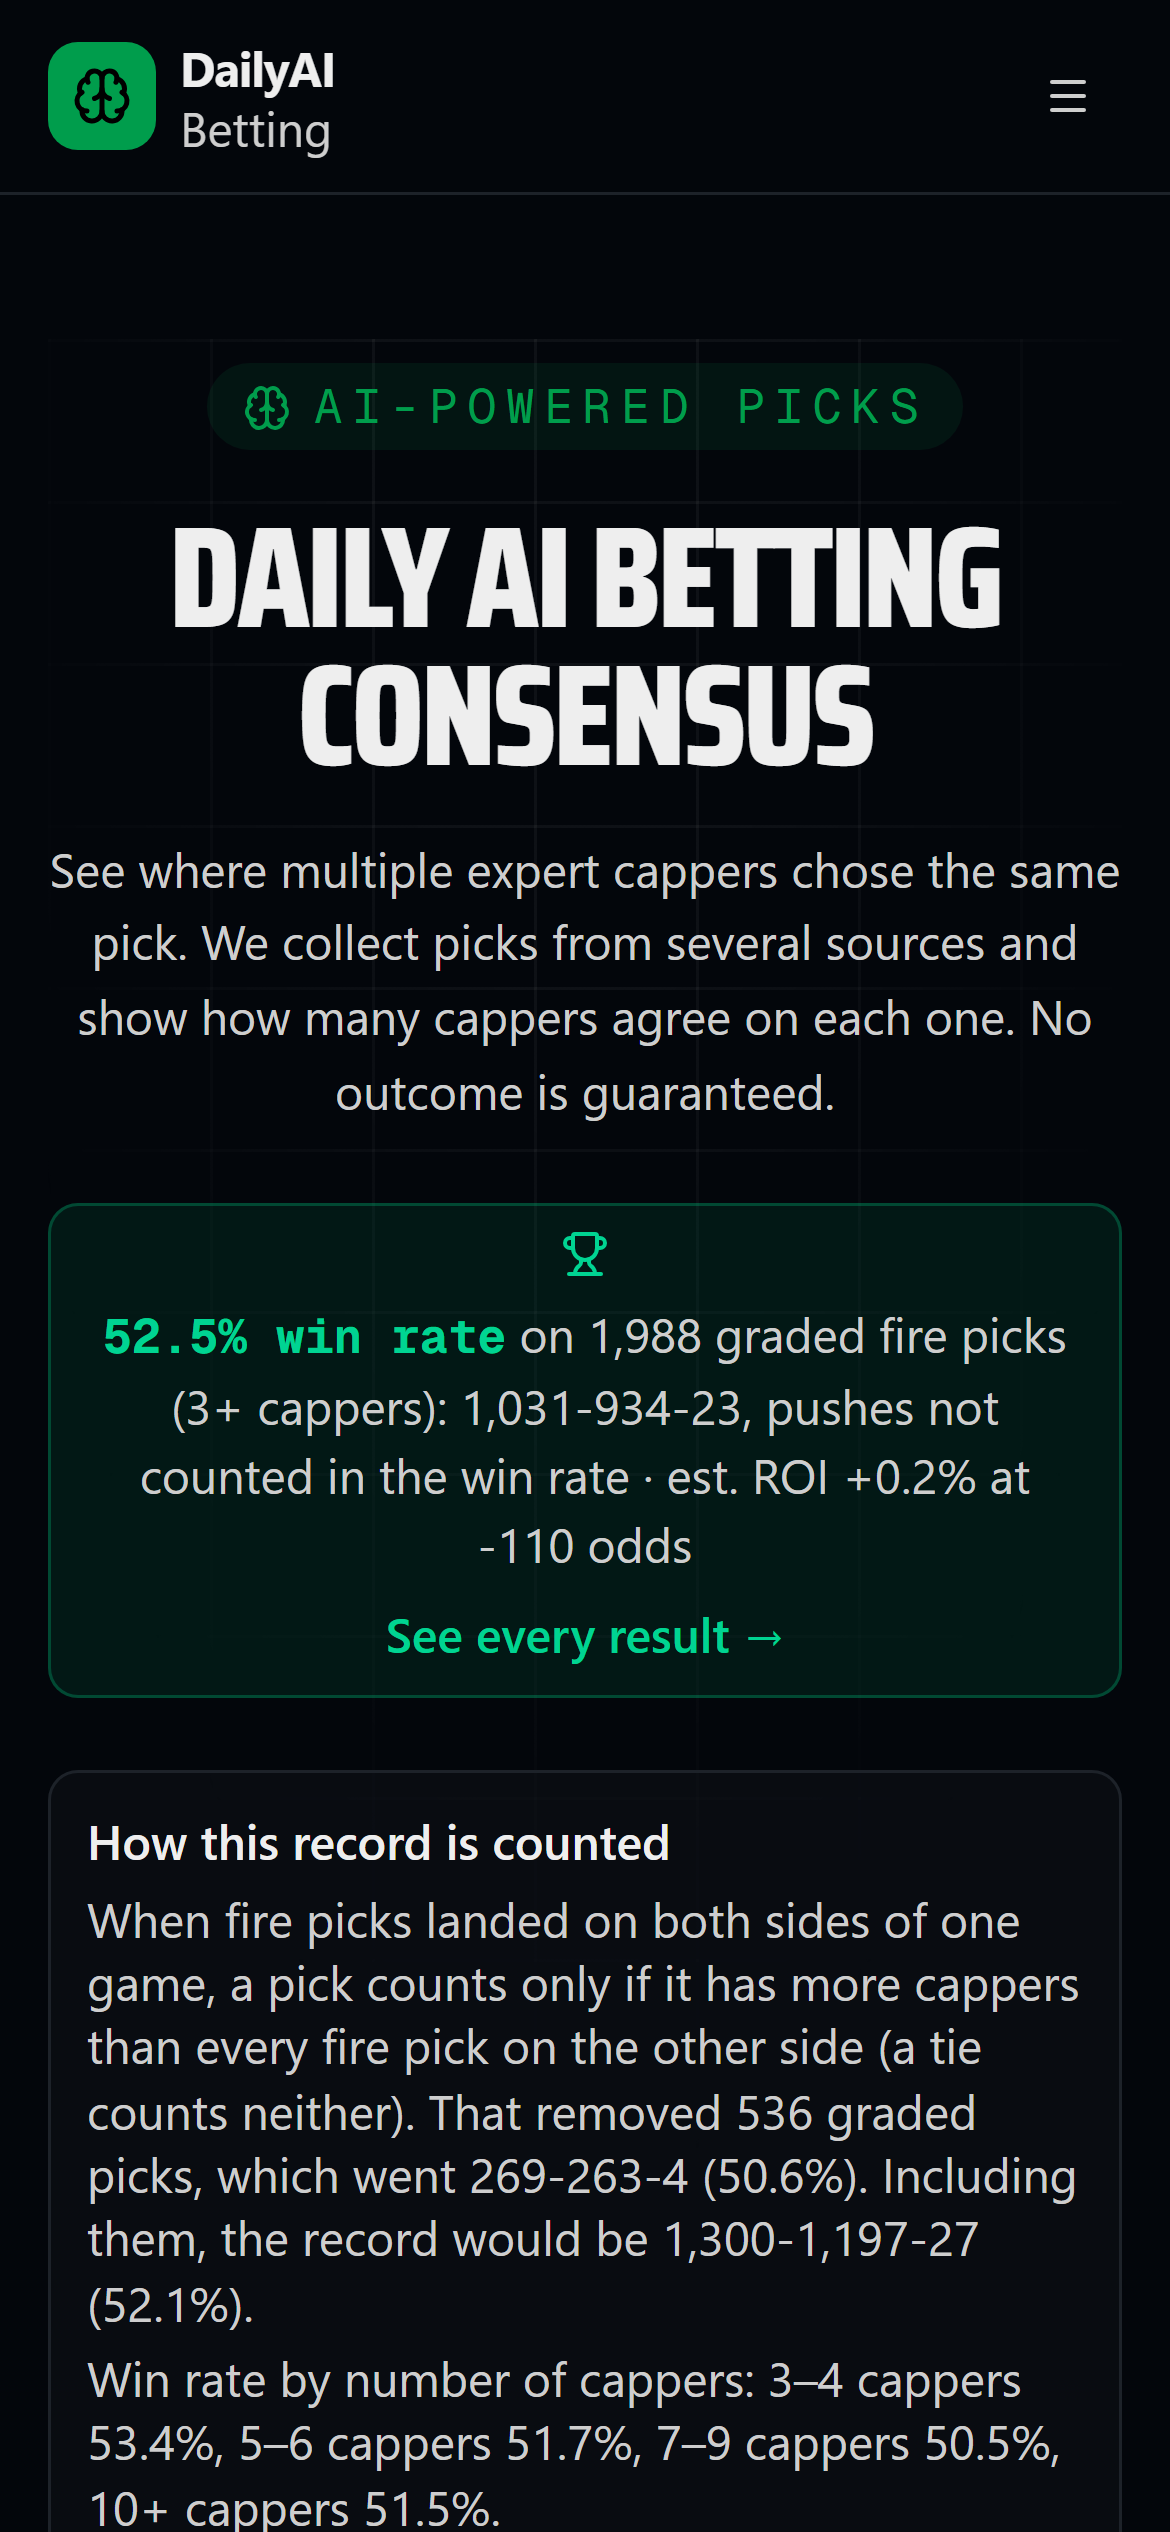 DailyAI
Betting
AI-POWERED PICKS
DAILY AI BETTING
CONSENSUS
See where multiple expert cappers chose the same
pick. We collect picks from several sources and
show how many cappers agree on each one. No
outcome is guaranteed.
52.5% win rate on 1,988 graded fire picks
(3+ cappers): 1,031-934-23, pushes not
counted in the win rate · est. ROI +0.2% at
-110 odds
See every result →
How this record is counted
When fire picks landed on both sides of one
game, a pick counts only if it has more cappers
than every fire pick on the other side (a tie
counts neither). That removed 536 graded
picks, which went 269-263-4 (50.6%). Including
them, the record would be 1,300-1,197-27
(52.1%).
Win rate by number of cappers: 3–4 cappers
53.4%, 5–6 cappers 51.7%, 7–9 cappers 50.5%,
10+ cappers 51.5%.